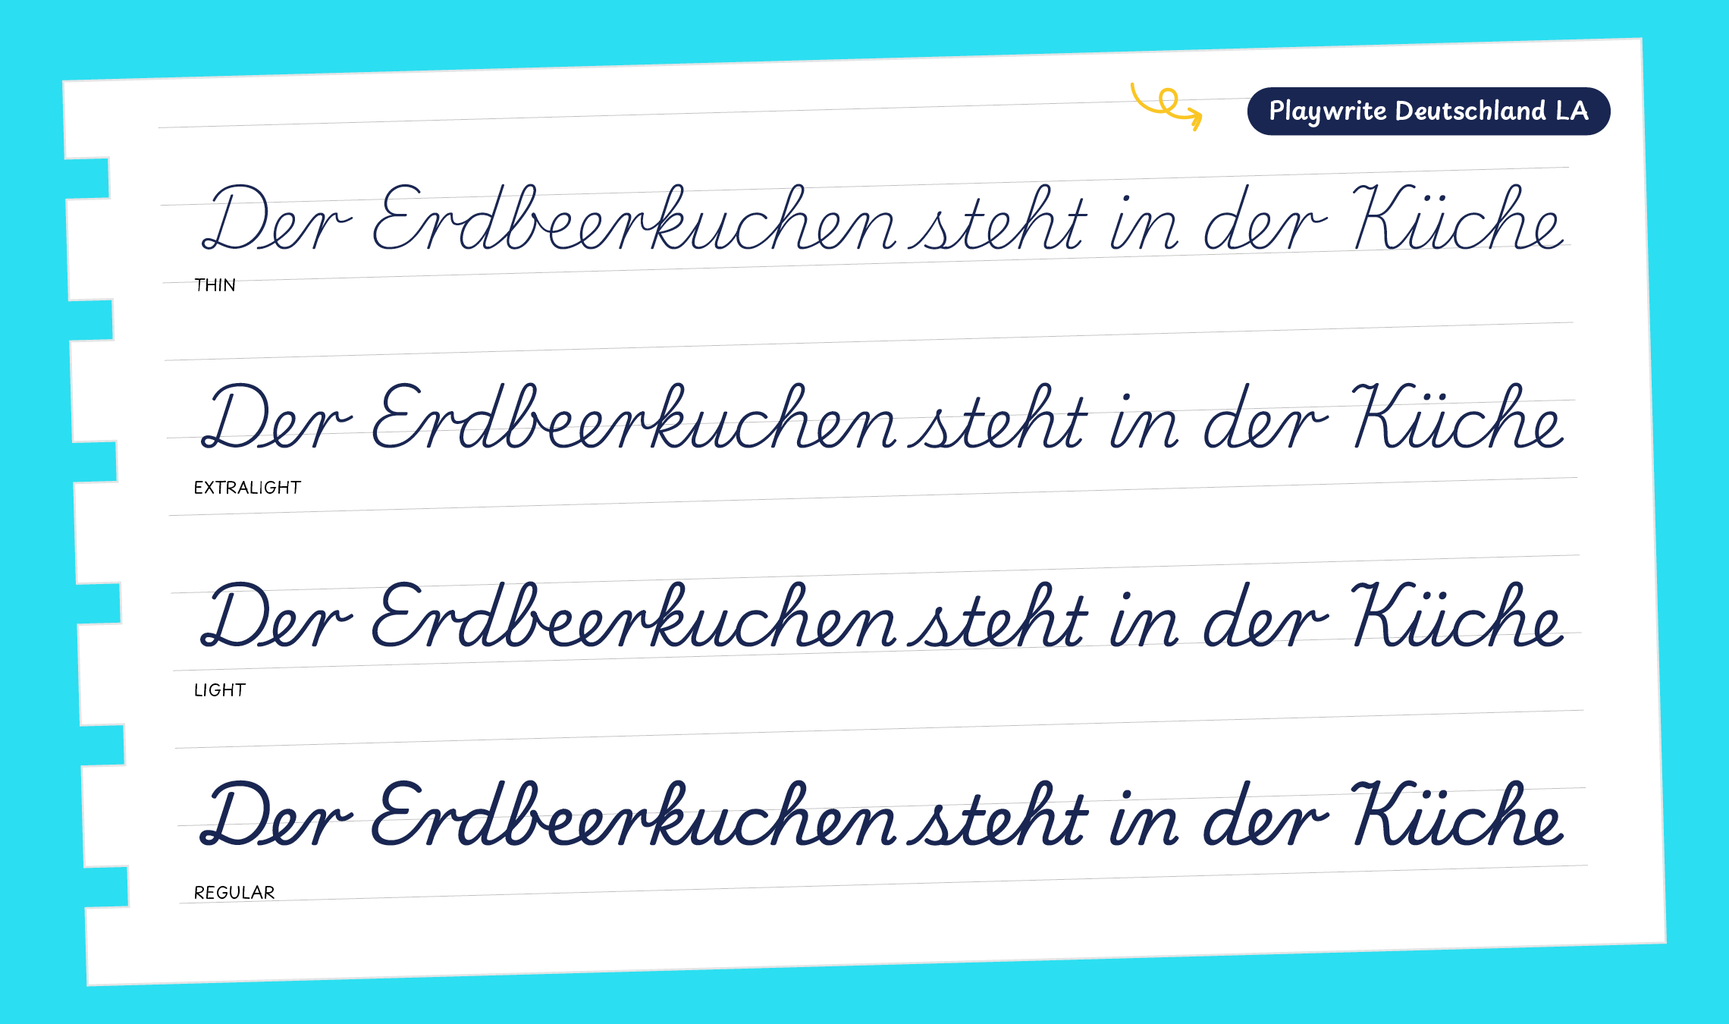 Playwrite Deutschland LA
Der Erdbeerkuchen steht in der Küche
THIN
Der Erdbeerkuchen steht in der Küche
EXTRALIGHT
Der Erdbeerkuchen steht in der Küche
LIGHT
Der Erdbeerkuchen steht in der Küche
REGULAR